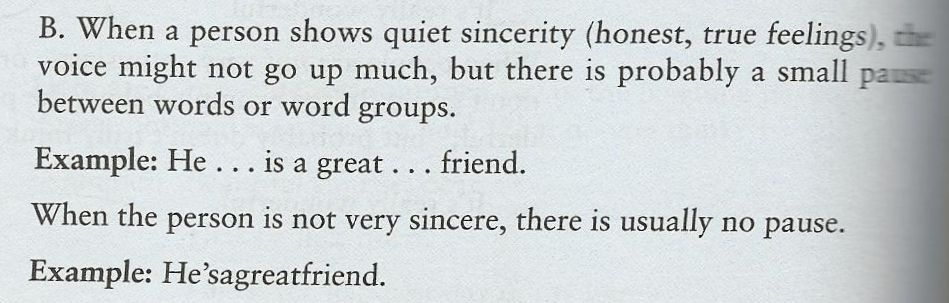 B. When a person shows quiet sincerity (honest, true feelings), the
voice might not go up much, but there is probably a small pause
between words or word groups.
Example: He . . . is a great . . . friend.
When the person is not very sincere, there is usually no pause.
Example: He'sagreatfriend.